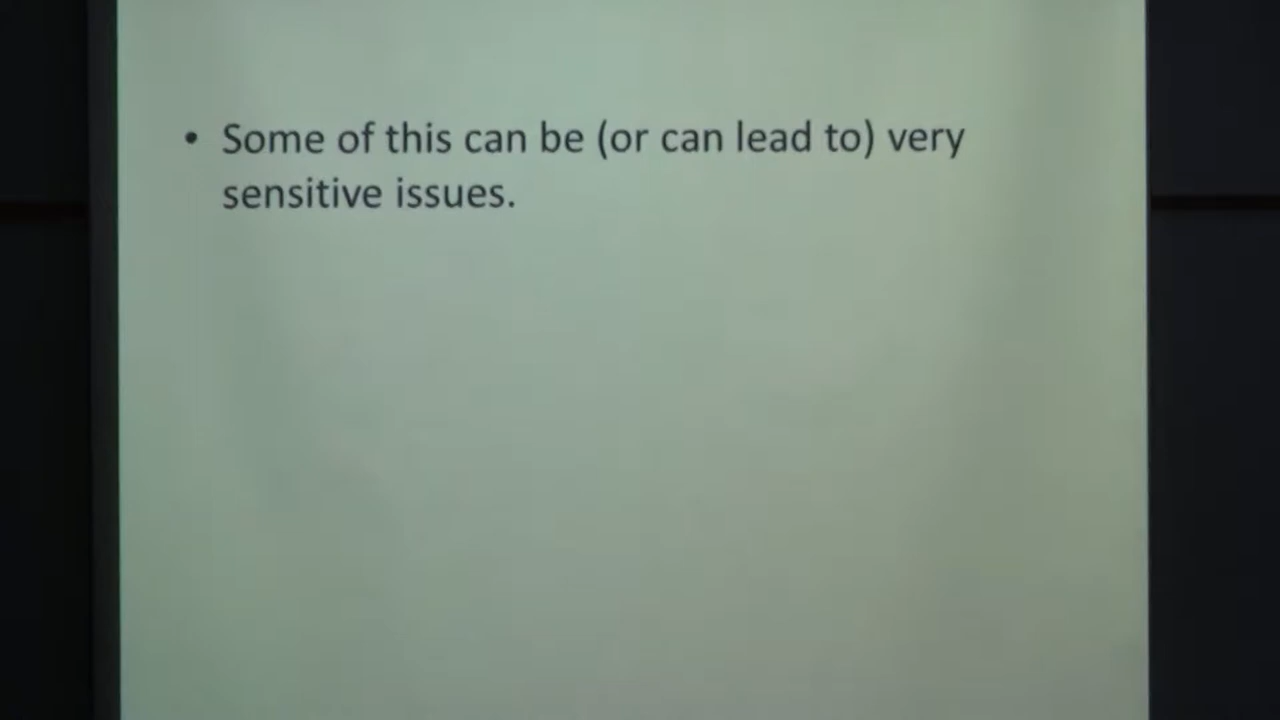 • Some of this can be (or can lead to) very
sensitive issues.